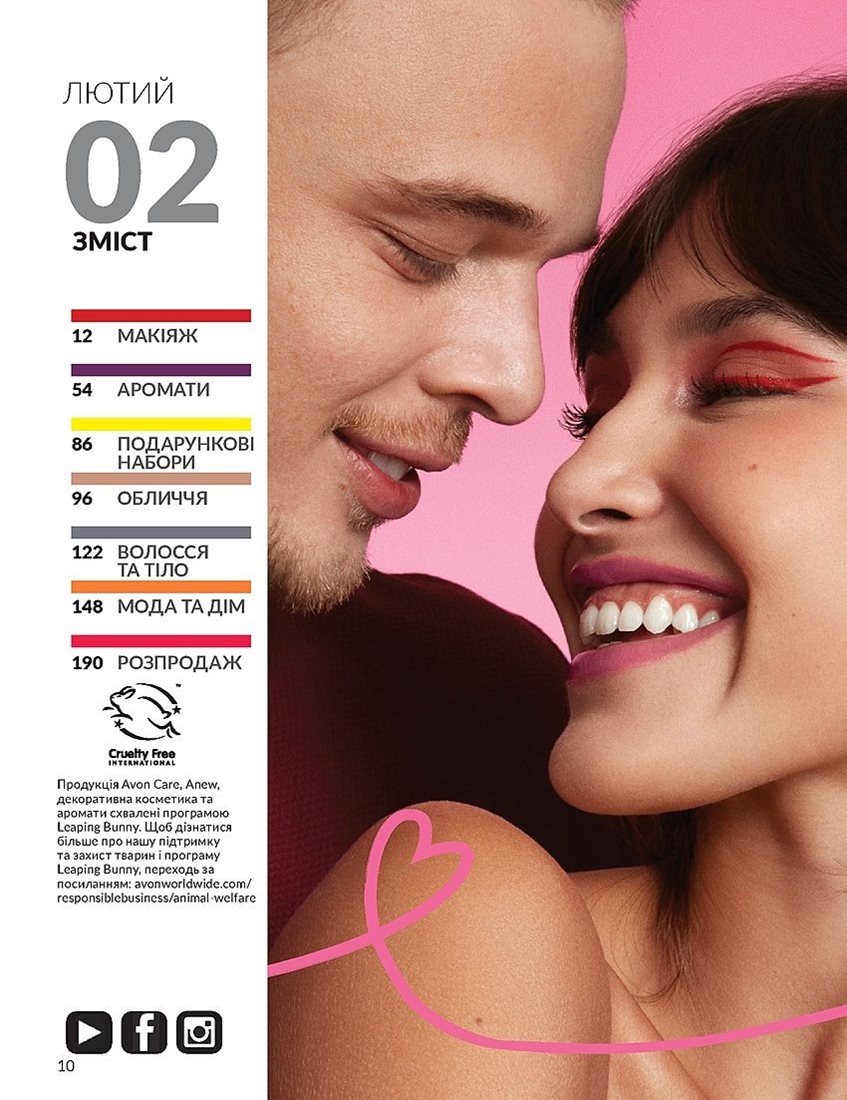 ЛЮТИЙ
02
ЗМІСТ
12 МАКІЯЖ
54 АРОМАТИ
86 ПОДАРУНКОВІ
НАБОРИ
96 ОБЛИЧЧЯ
122 ВОЛОССЯ
ТА ТІЛО
148 МОДА ТА ДІМ
190 РОЗПРОДАЖ
™
Cruelty Free
INTERNATIONAL
Продукція Avon Care, Anew,
декоративна косметика та
аромати схвалені програмою
Leaping Bunny. Щоб дізнатися
більше про нашу підтримку
та захист тварин і програму
Leaping Bunny, переходь за
посиланням: avonworldwide.com/
responsiblebusiness/animal-welfare
10